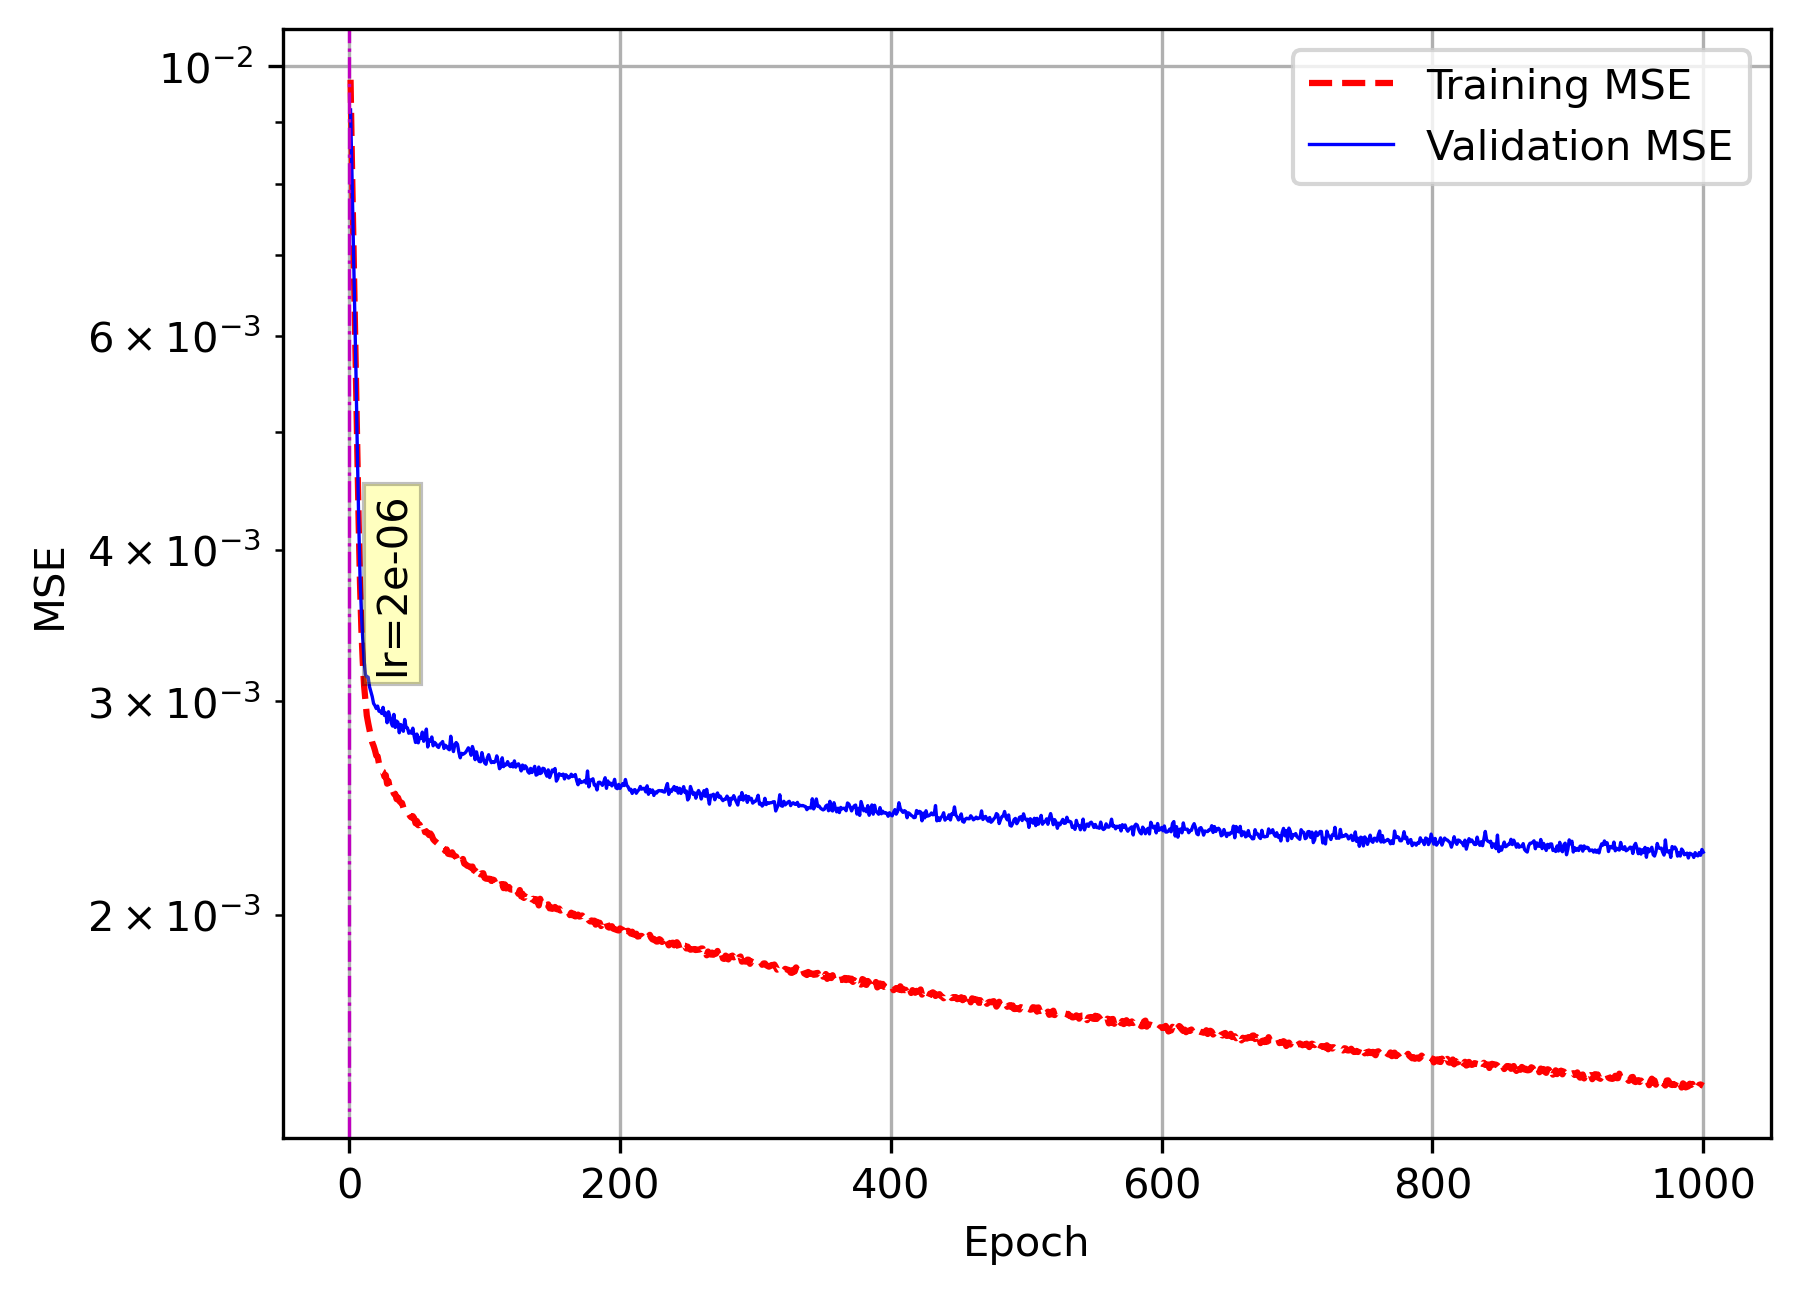 10⁻²
6×10⁻³
4×10⁻³
3×10⁻³
2×10⁻³
MSE
lr=2e-06
Training MSE
Validation MSE
0 200 400 600 800 1000
Epoch